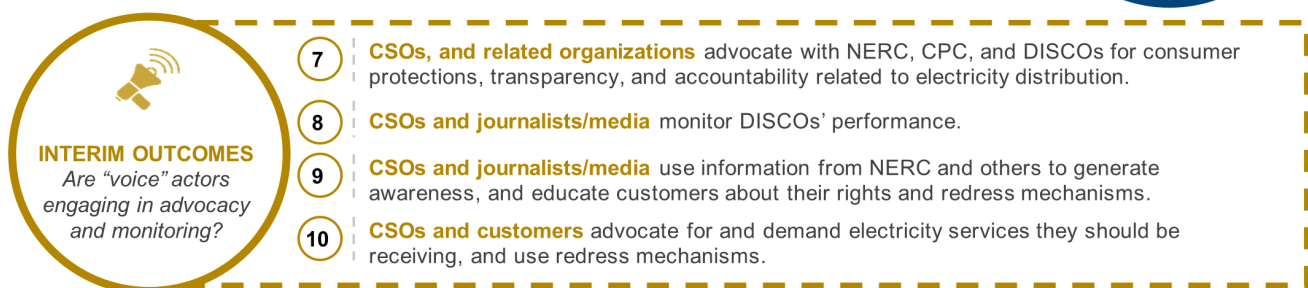 INTERIM OUTCOMES
Are “voice” actors
engaging in advocacy
and monitoring?
7
CSOs, and related organizations advocate with NERC, CPC, and DISCOs for consumer
protections, transparency, and accountability related to electricity distribution.
8
CSOs and journalists/media monitor DISCOs’ performance.
9
CSOs and journalists/media use information from NERC and others to generate
awareness, and educate customers about their rights and redress mechanisms.
10
CSOs and customers advocate for and demand electricity services they should be
receiving, and use redress mechanisms.